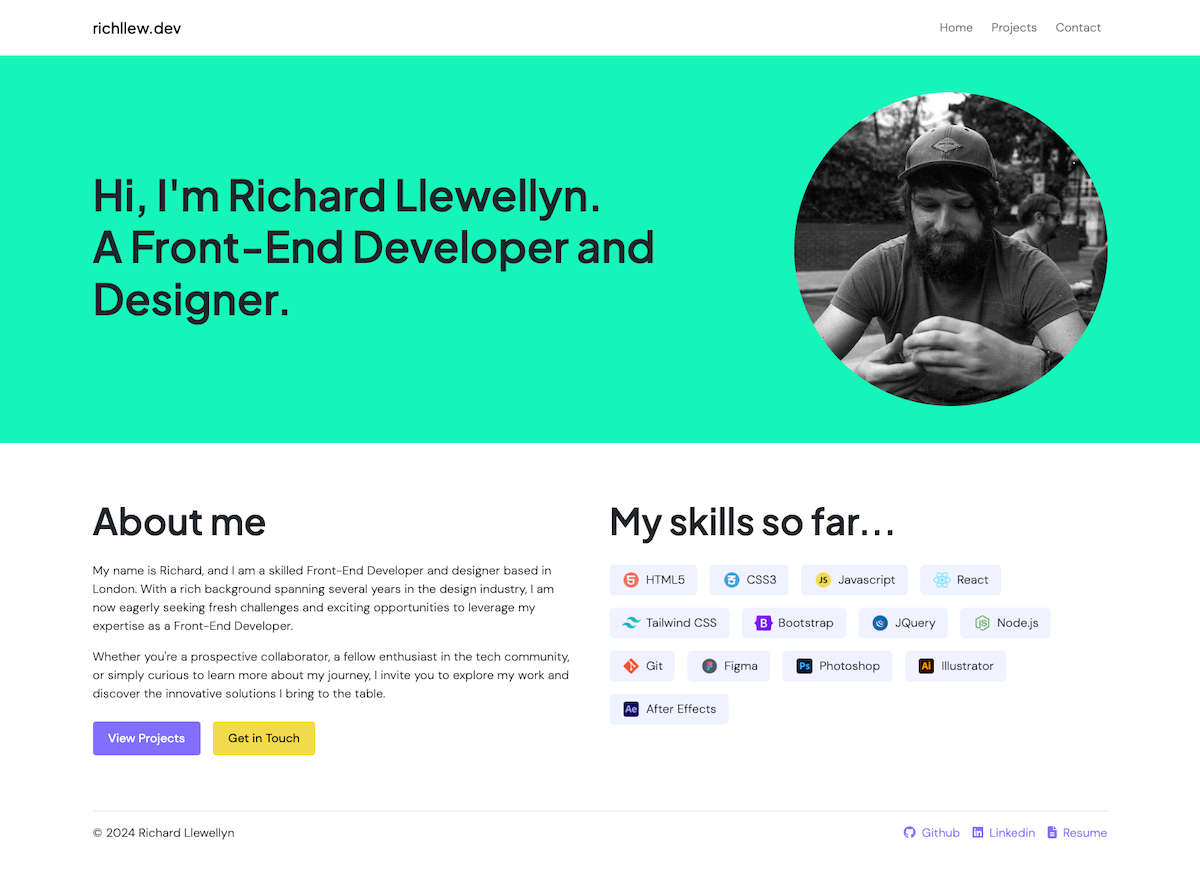 richllew.dev
Home Projects Contact
Hi, I'm Richard Llewellyn.
A Front-End Developer and
Designer.
About me
My name is Richard, and I am a skilled Front-End Developer and designer based in
London. With a rich background spanning several years in the design industry, I am
now eagerly seeking fresh challenges and exciting opportunities to leverage my
expertise as a Front-End Developer.
Whether you're a prospective collaborator, a fellow enthusiast in the tech community,
or simply curious to learn more about my journey, I invite you to explore my work and
discover the innovative solutions I bring to the table.
View Projects Get in Touch
My skills so far...
HTML5 CSS3 JS Javascript React
Tailwind CSS B Bootstrap JQuery Node.js
Git Figma Ps Photoshop Ai Illustrator
Ae After Effects
© 2024 Richard Llewellyn
Github Linkedin Resume